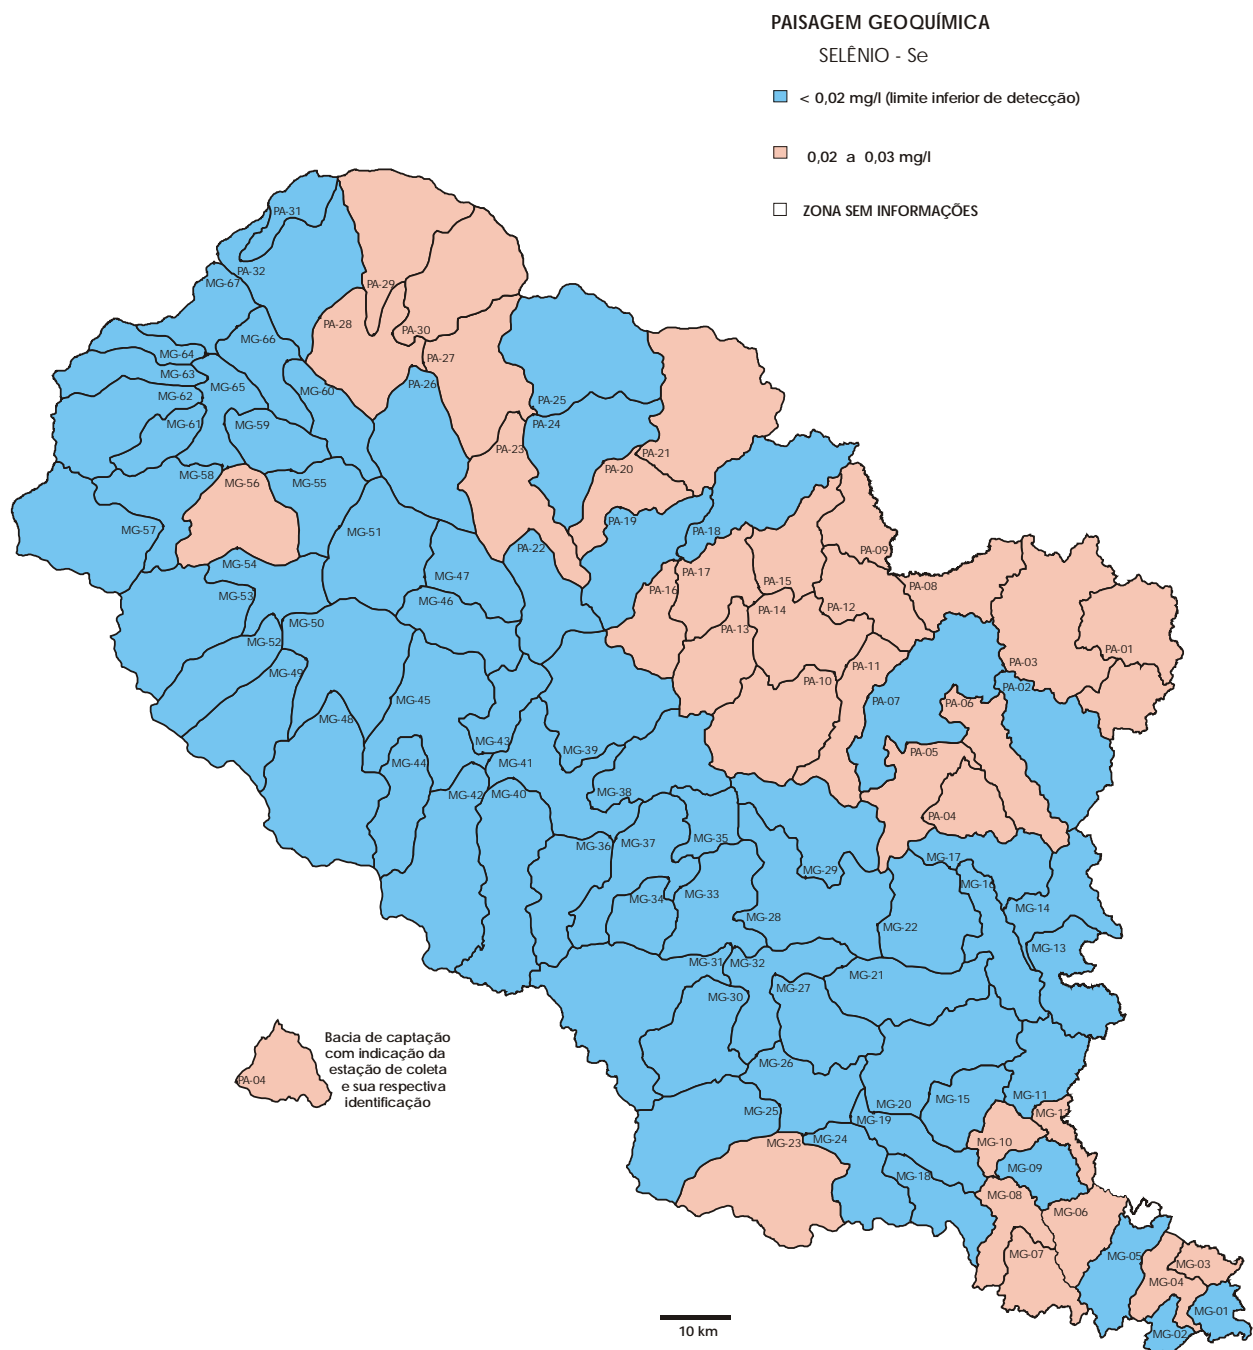 PAISAGEM GEOQUÍMICA
SELÊNIO - Se
< 0,02 mg/l (limite inferior de detecção)
0,02 a 0,03 mg/l
ZONA SEM INFORMAÇÕES
PA-31
PA-32
MG-67
PA-29
PA-28
PA-30
MG-66
MG-64
PA-27
MG-63
MG-65
PA-26
MG-60
MG-62
PA-25
MG-61
MG-59
PA-24
PA-23
PA-21
PA-20
MG-58
MG-56
MG-55
PA-19
MG-57
MG-51
PA-18
PA-22
PA-09
MG-54
PA-17
MG-47
PA-15
PA-08
MG-53
PA-16
MG-46
PA-14
PA-12
MG-50
PA-13
MG-52
PA-01
PA-03
PA-11
MG-49
PA-10
PA-02
MG-45
PA-07
PA-06
MG-48
MG-43
MG-39
PA-05
MG-44
MG-41
MG-42
MG-40
MG-38
PA-04
MG-36
MG-37
MG-35
MG-17
MG-29
MG-16
MG-34
MG-33
MG-14
MG-28
MG-22
MG-13
MG-31
MG-32
MG-21
MG-30
MG-27
Bacia de captação
com indicação da
estação de coleta
e sua respectiva
identificação
PA-04
MG-26
MG-25
MG-20
MG-15
MG-11
MG-12
MG-19
MG-23
MG-24
MG-10
MG-09
MG-18
MG-08
MG-06
MG-07
MG-05
MG-03
MG-04
MG-01
MG-02
10 km